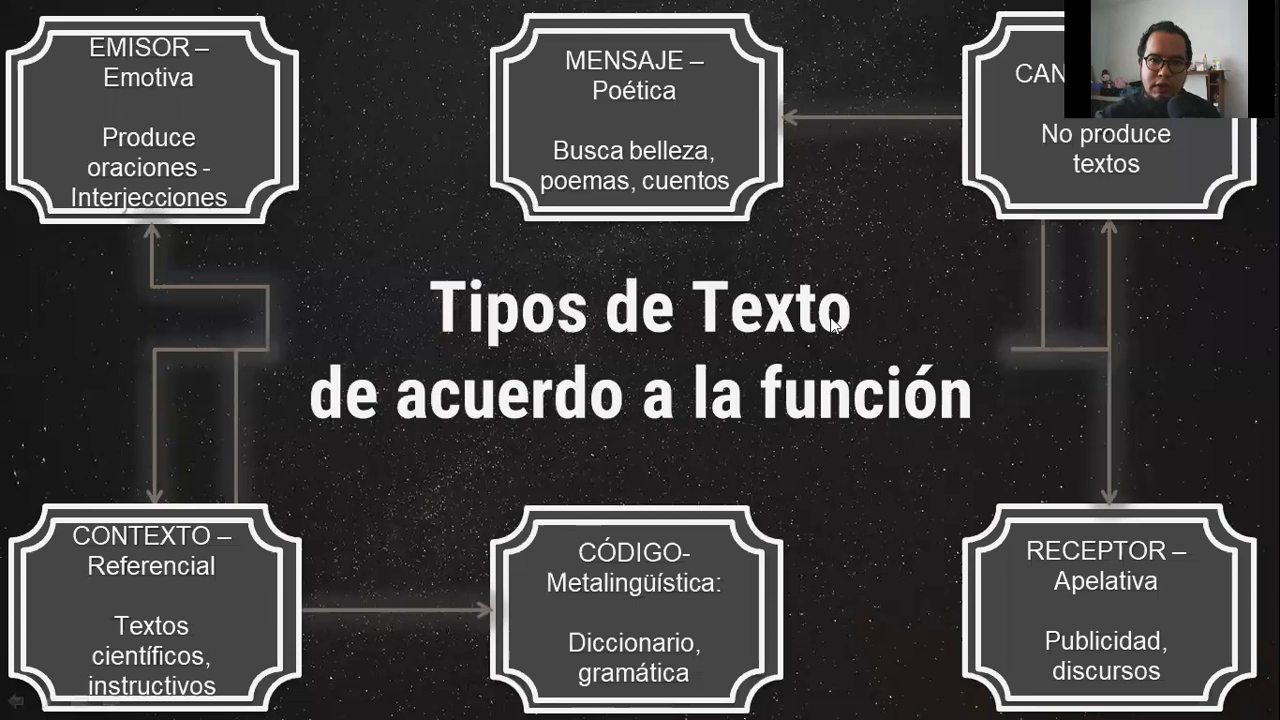 EMISOR –
Emotiva
Produce
oraciones -
Interjecciones
MENSAJE –
Poética
Busca belleza,
poemas, cuentos
No produce
textos
Tipos de Texto
de acuerdo a la función
CONTEXTO –
Referencial
Textos
científicos,
instructivos
CÓDIGO-
Metalingüística:
Diccionario,
gramática
RECEPTOR –
Apelativa
Publicidad,
discursos